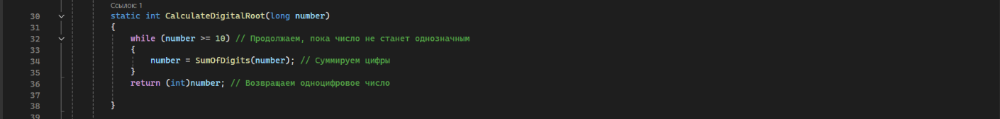 Ссылок: 1
30 static int CalculateDigitalRoot(long number)
31 {
32 while (number >= 10) // Продолжаем, пока число не станет однозначным
33 {
34 number = SumOfDigits(number); // Суммируем цифры
35 }
36 return (int)number; // Возвращаем одноцифровое число
37
38 }
39